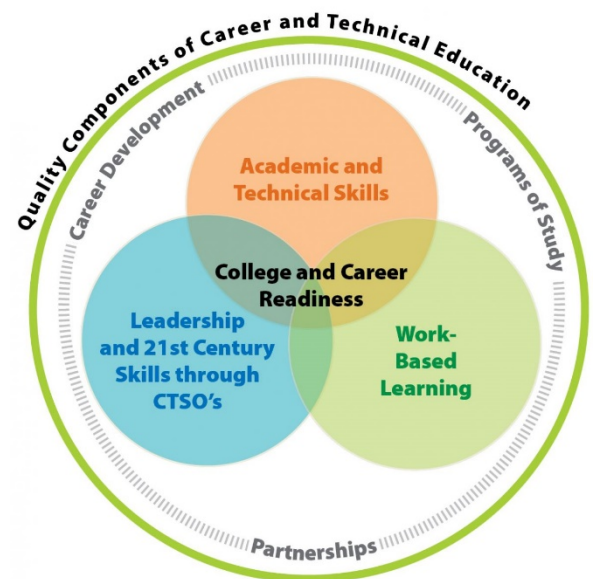 Quality Components of Career and Technical Education
Career Development
Programs of Study
Academic and
Technical Skills
College and Career
Readiness
Leadership
and 21st Century
Skills through
CTSO's
Work-
Based
Learning
Partnerships